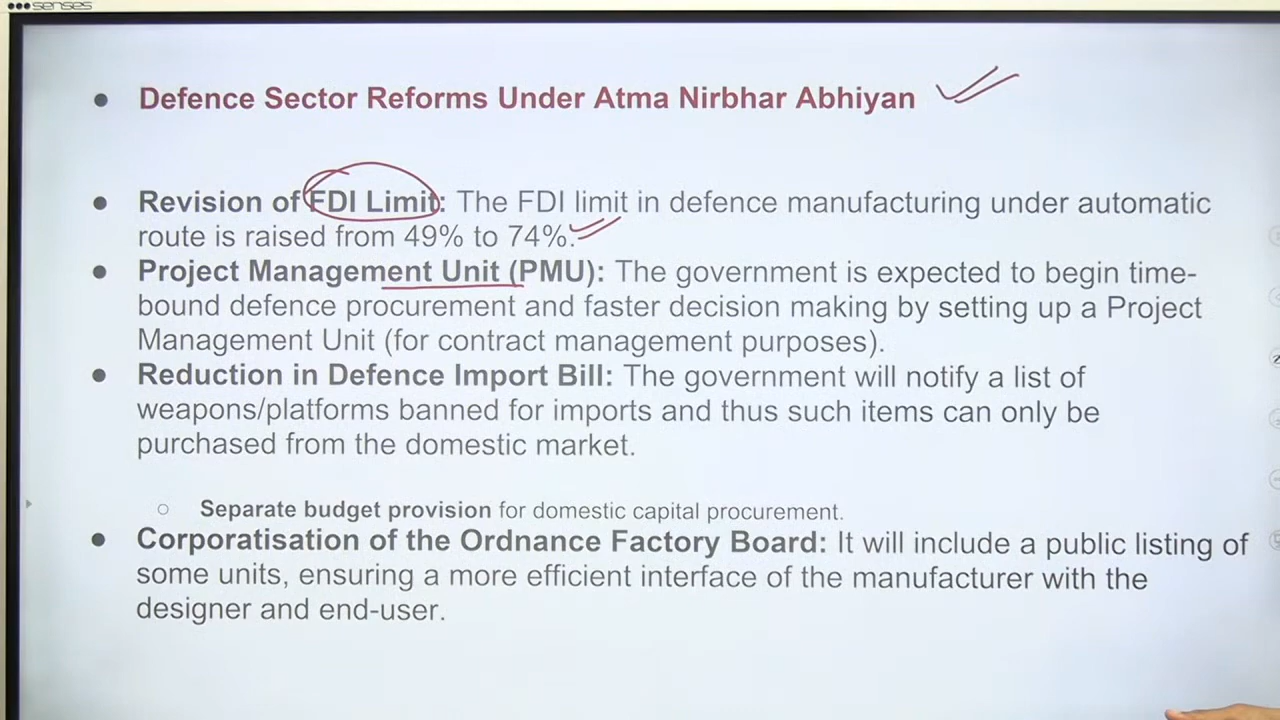 senses
Defence Sector Reforms Under Atma Nirbhar Abhiyan
Revision of FDI Limit: The FDI limit in defence manufacturing under automatic
route is raised from 49% to 74%.
Project Management Unit (PMU): The government is expected to begin time-
bound defence procurement and faster decision making by setting up a Project
Management Unit (for contract management purposes).
Reduction in Defence Import Bill: The government will notify a list of
weapons/platforms banned for imports and thus such items can only be
purchased from the domestic market.
Separate budget provision for domestic capital procurement.
Corporatisation of the Ordnance Factory Board: It will include a public listing of
some units, ensuring a more efficient interface of the manufacturer with the
designer and end-user.